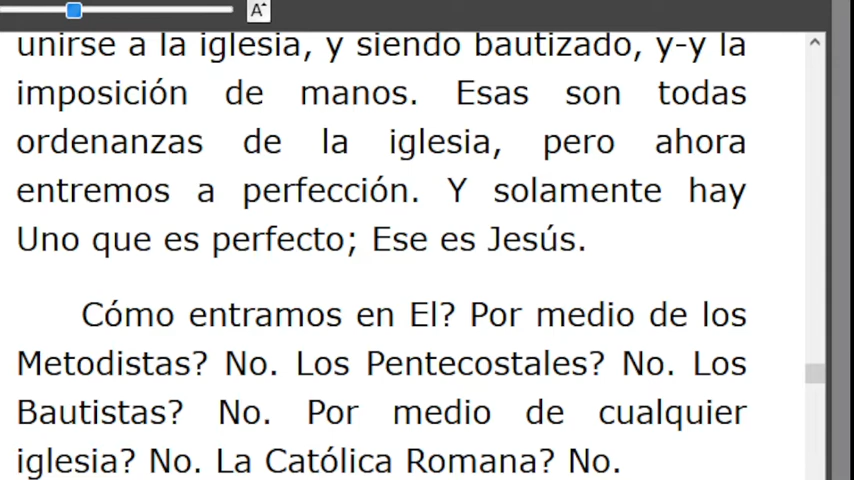 A
unirse a la iglesia, y siendo bautizado, y-y la
imposición de manos. Esas son todas
ordenanzas de la iglesia, pero ahora
entremos a perfección. Y solamente hay
Uno que es perfecto; Ese es Jesús.
Cómo entramos en El? Por medio de los
Metodistas? No. Los Pentecostales? No. Los
Bautistas? No. Por medio de cualquier
iglesia? No. La Católica Romana? No.